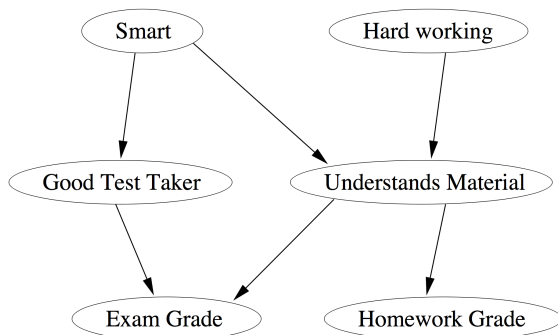 Smart
Hard working
Good Test Taker
Understands Material
Exam Grade
Homework Grade